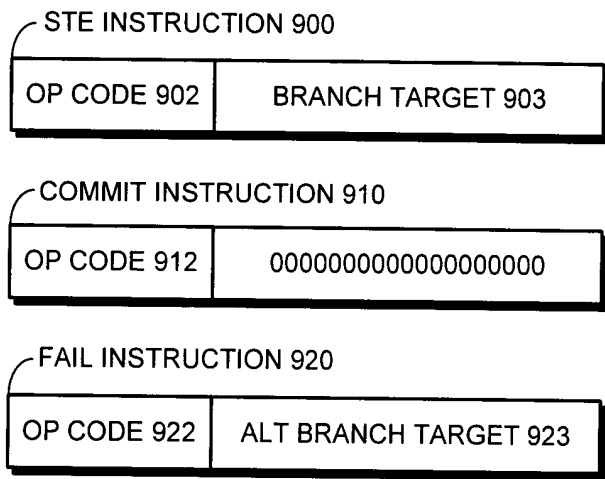 STE INSTRUCTION 900
OP CODE 902 BRANCH TARGET 903
COMMIT INSTRUCTION 910
OP CODE 912 0000000000000000000
FAIL INSTRUCTION 920
OP CODE 922 ALT BRANCH TARGET 923